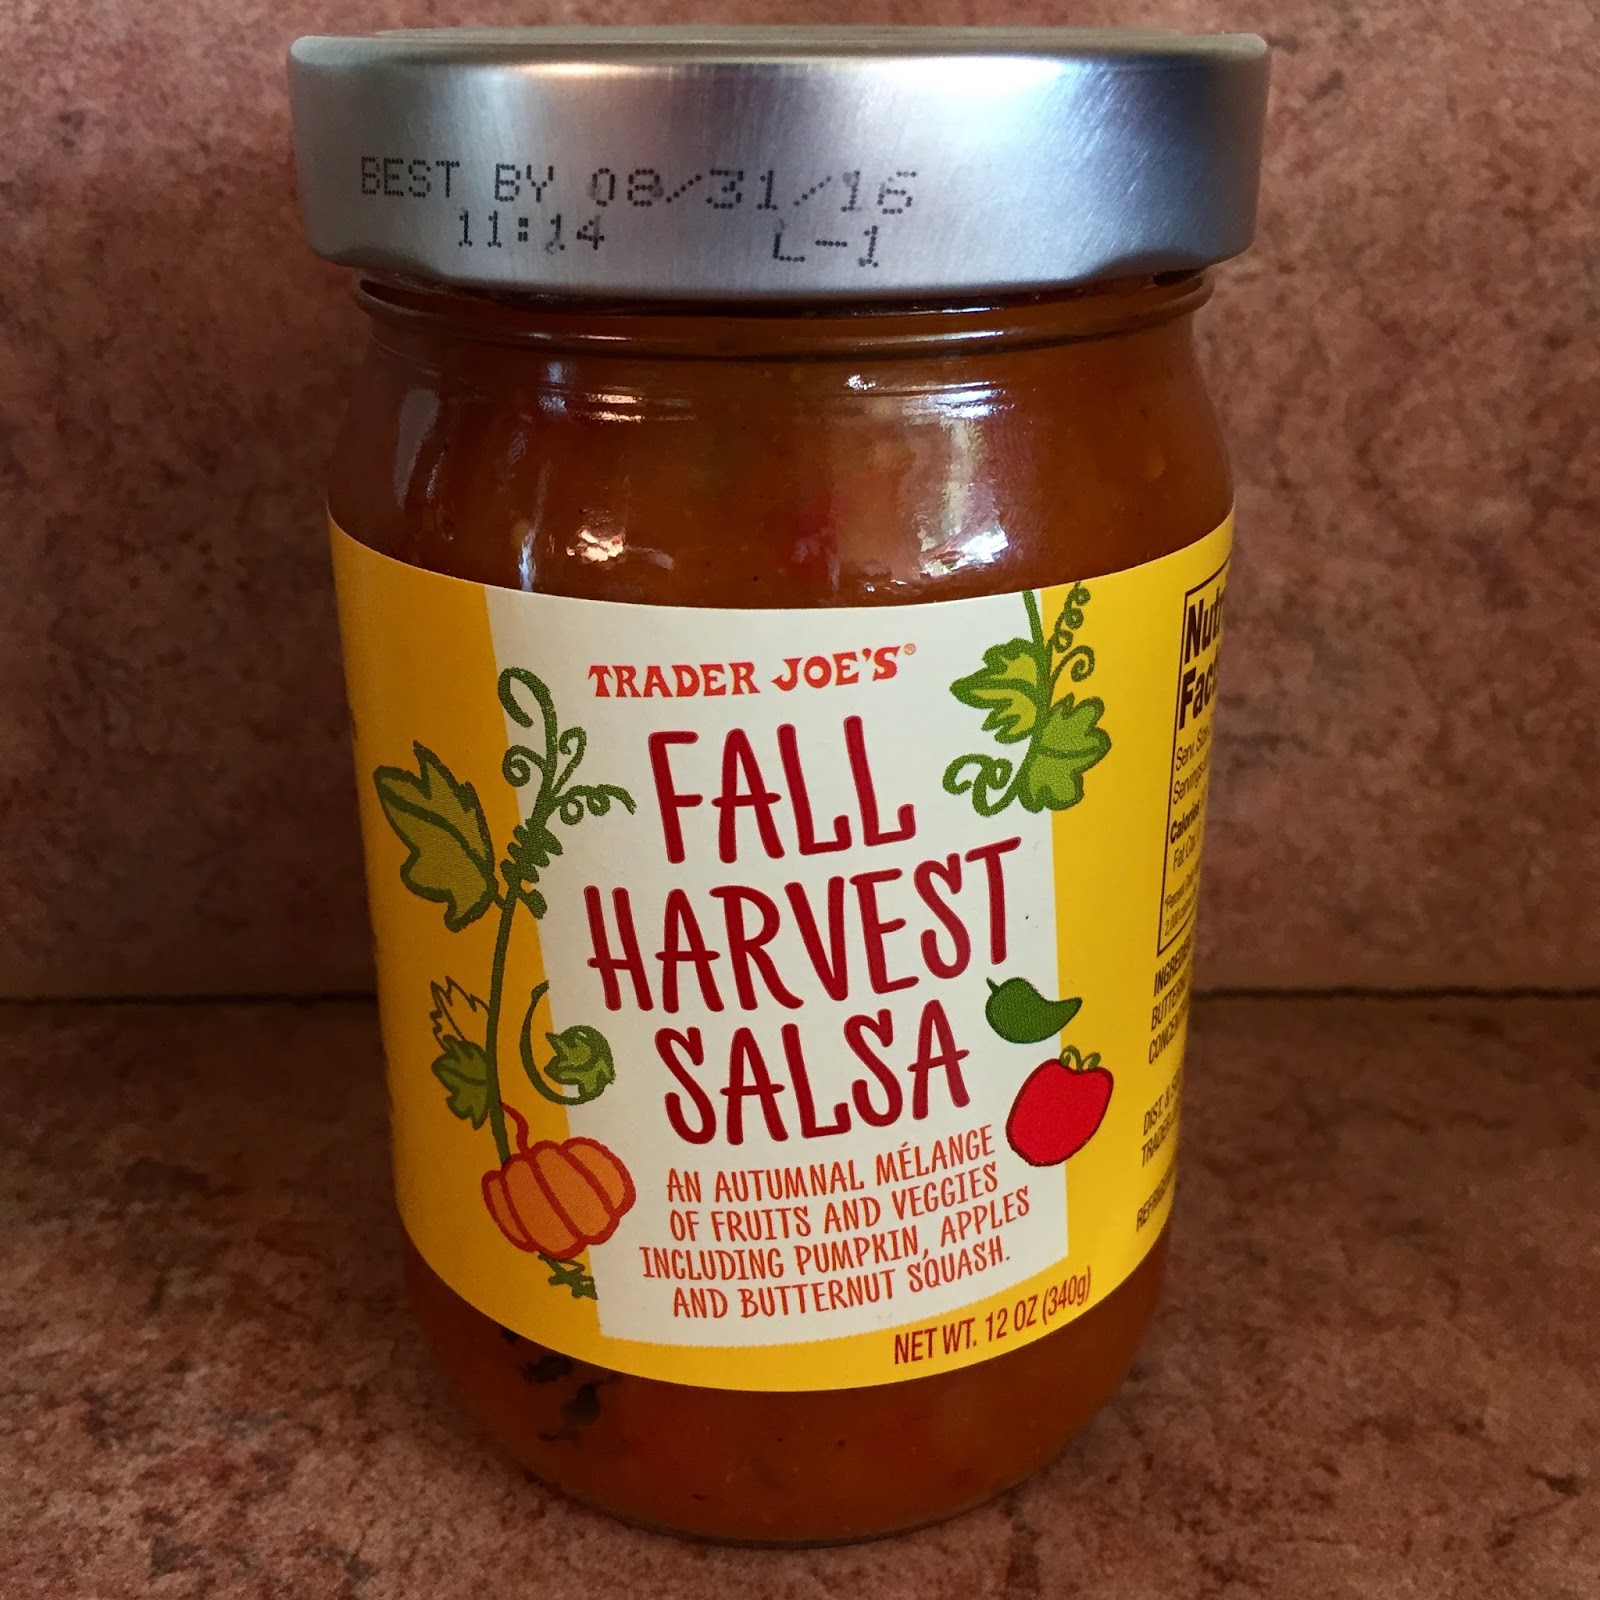 BEST BY 08/31/16
11:14 L-1
TRADER JOE'S®
FALL
HARVEST
SALSA
AN AUTUMNAL MÉLANGE
OF FRUITS AND VEGGIES
INCLUDING PUMPKIN, APPLES
AND BUTTERNUT SQUASH.
NET WT. 12 OZ (340g)